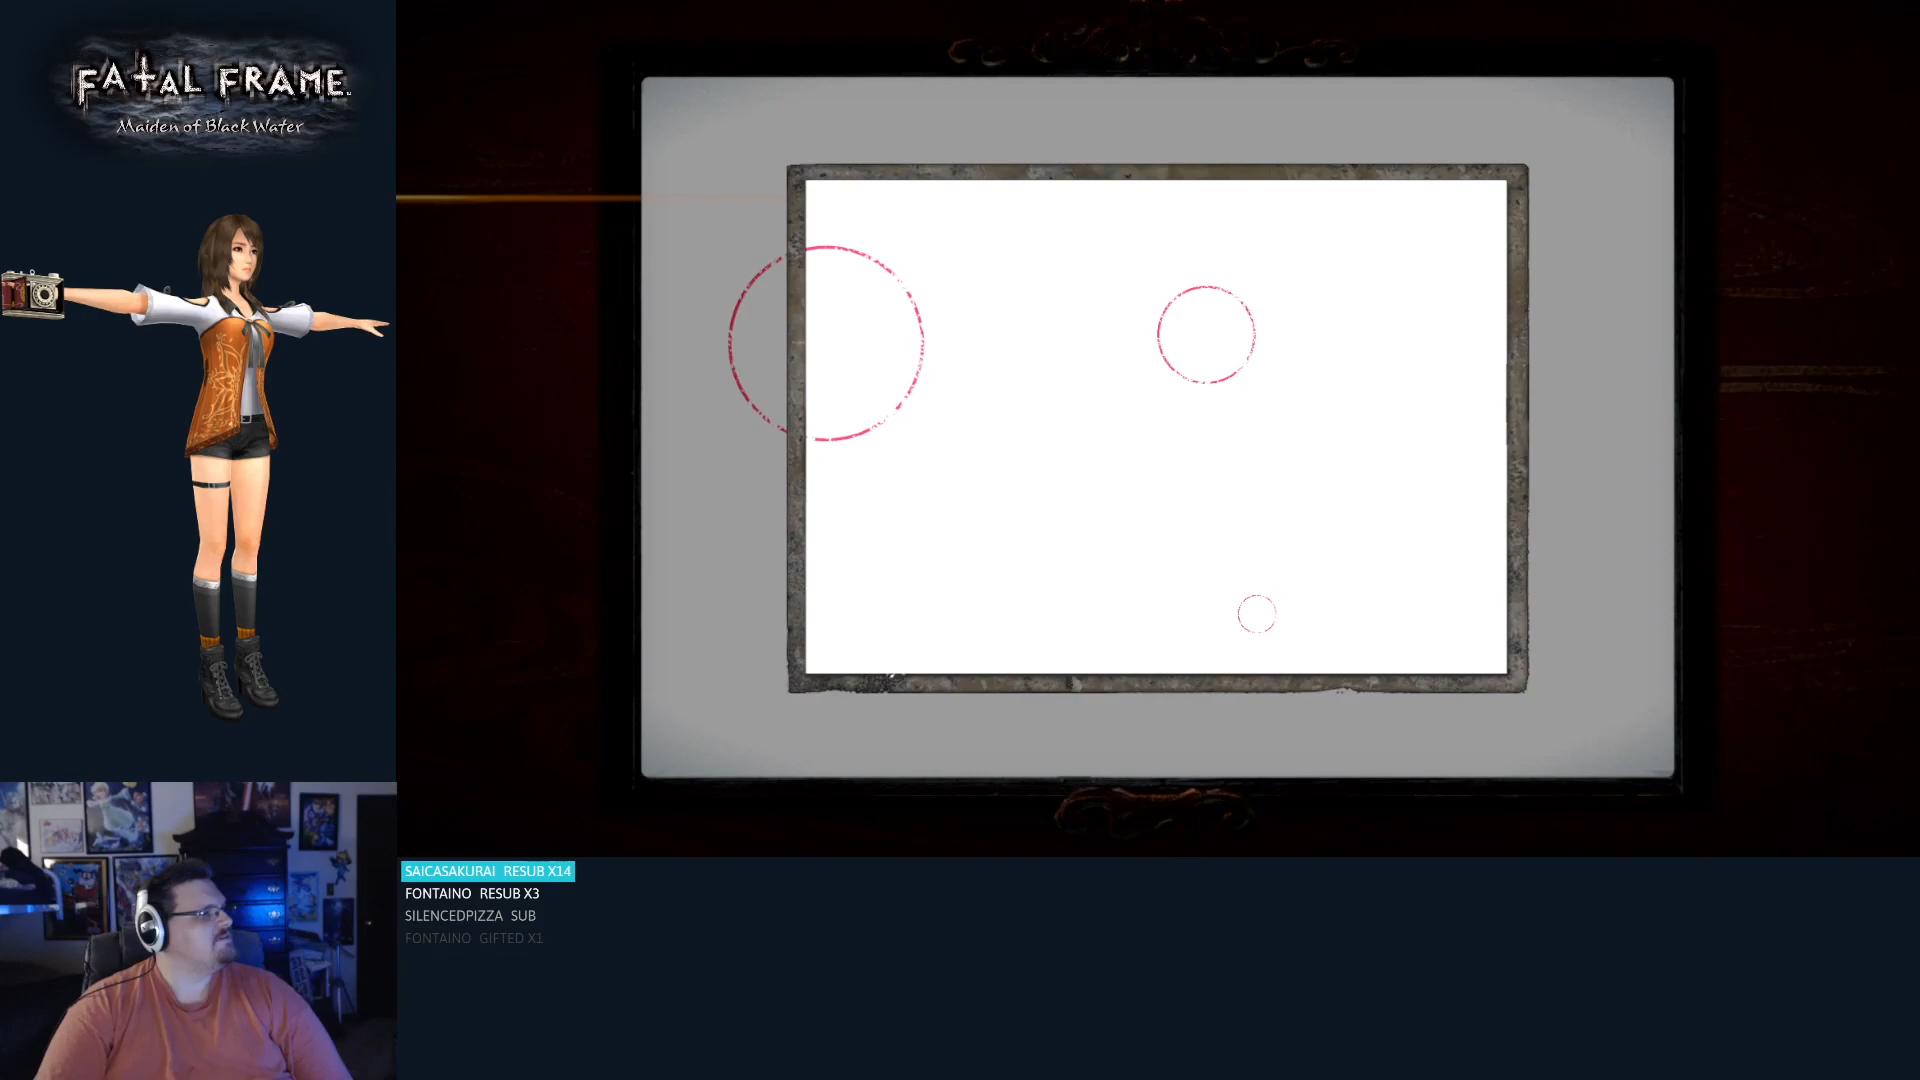 FATAL FRAME
Maiden of Black Water
SAICASAKURAI RESUB X14
FONTAINO RESUB X3
SILENCEDPIZZA SUB
FONTAINO GIFTED X1